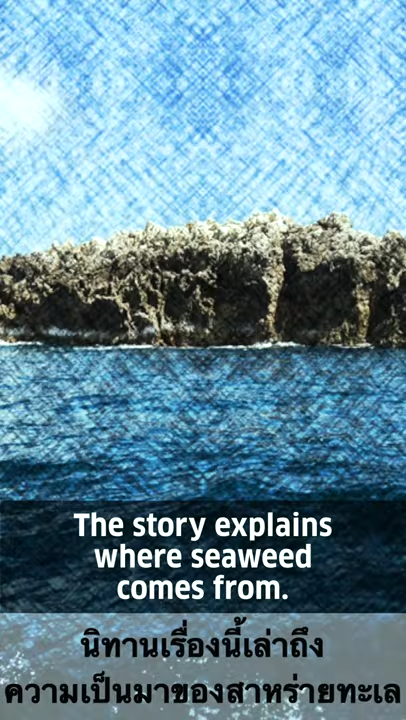 The story explains
where seaweed
comes from.
นิทานเรื่องนี้เล่าถึง
ความเป็นมาของสาหร่ายทะเล